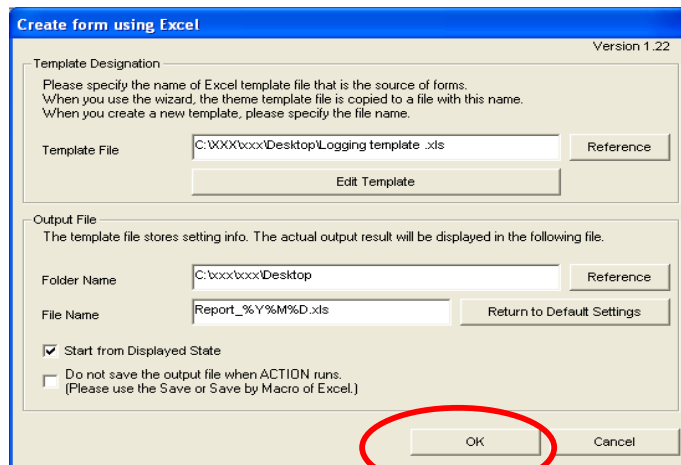 Create form using Excel
Version 1.22
Template Designation
Please specify the name of Excel template file that is the source of forms.
When you use the wizard, the theme template file is copied to a file with this name.
When you create a new template, please specify the file name.
Template File
C:\XXX\xxx\Desktop\Logging template .xls
Reference
Edit Template
Output File
The template file stores setting info. The actual output result will be displayed in the following file.
Folder Name
C:\xxx\xxx\Desktop
Reference
File Name
Report_%Y%M%D.xls
Return to Default Settings
Start from Displayed State
Do not save the output file when ACTION runs.
(Please use the Save or Save by Macro of Excel.)
OK
Cancel